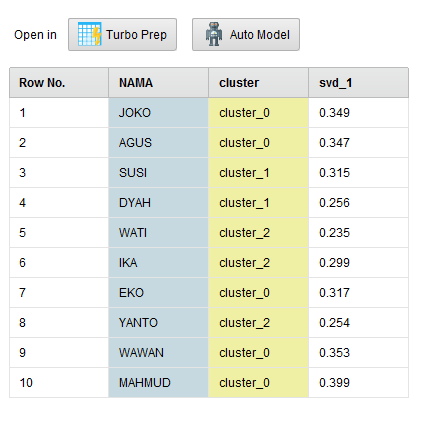 Open in Turbo Prep Auto Model
Row No. NAMA cluster svd_1
1 JOKO cluster_0 0.349
2 AGUS cluster_0 0.347
3 SUSI cluster_1 0.315
4 DYAH cluster_1 0.256
5 WATI cluster_2 0.235
6 IKA cluster_2 0.299
7 EKO cluster_0 0.317
8 YANTO cluster_2 0.254
9 WAWAN cluster_0 0.353
10 MAHMUD cluster_0 0.399